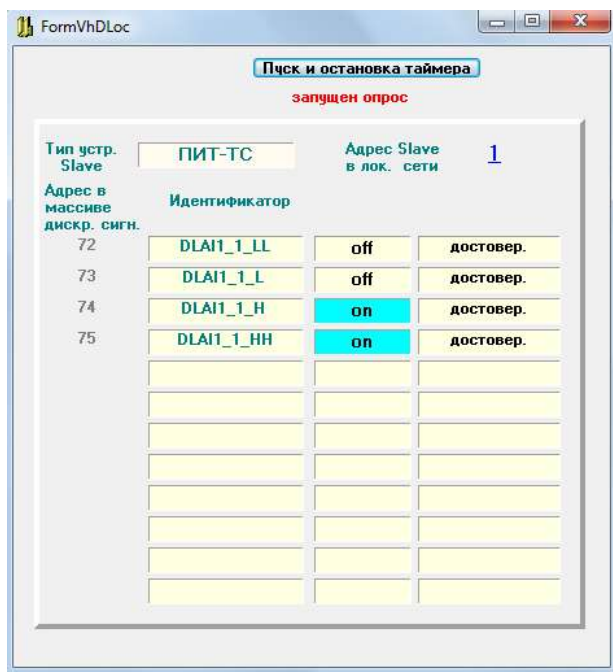 FormVhDLoc
Пуск и остановка таймера
запущен опрос
Тип устр. Slave ПИТ-ТС Адрес Slave в лок. сети 1
Адрес в массиве дискр. сигн. Идентификатор
72 DLAI1_1_LL off достовер.
73 DLAI1_1_L off достовер.
74 DLAI1_1_H on достовер.
75 DLAI1_1_HH on достовер.